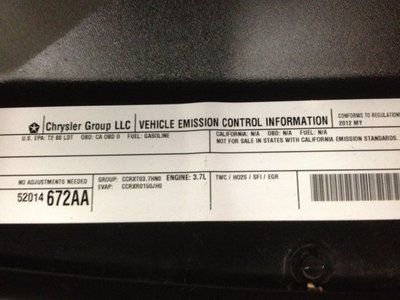 Chrysler Group LLC VEHICLE EMISSION CONTROL INFORMATION CONFORMS TO REGULATIONS
2012 MY
U.S. EPA: T2 B6 LDT OBD: CA OBD II FUEL: GASOLINE
CALIFORNIA: N/A OBD: N/A FUEL: N/A
NOT FOR SALE IN STATES WITH CALIFORNIA EMISSION STANDARDS.
NO ADJUSTMENTS NEEDED
52014 672AA
GROUP: CCRXT03.7HN0 ENGINE: 3.7L
EVAP: CCRXR0150JH0
TWC / HO2S / SFI / EGR